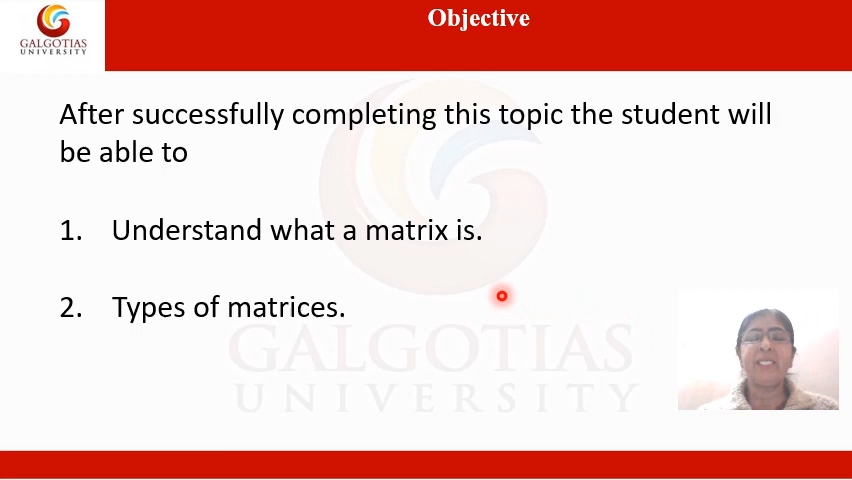 Objective
GALGOTIAS
UNIVERSITY
After successfully completing this topic the student will
be able to
1. Understand what a matrix is.
2. Types of matrices.
GALGOTIAS
UNIVERSITY